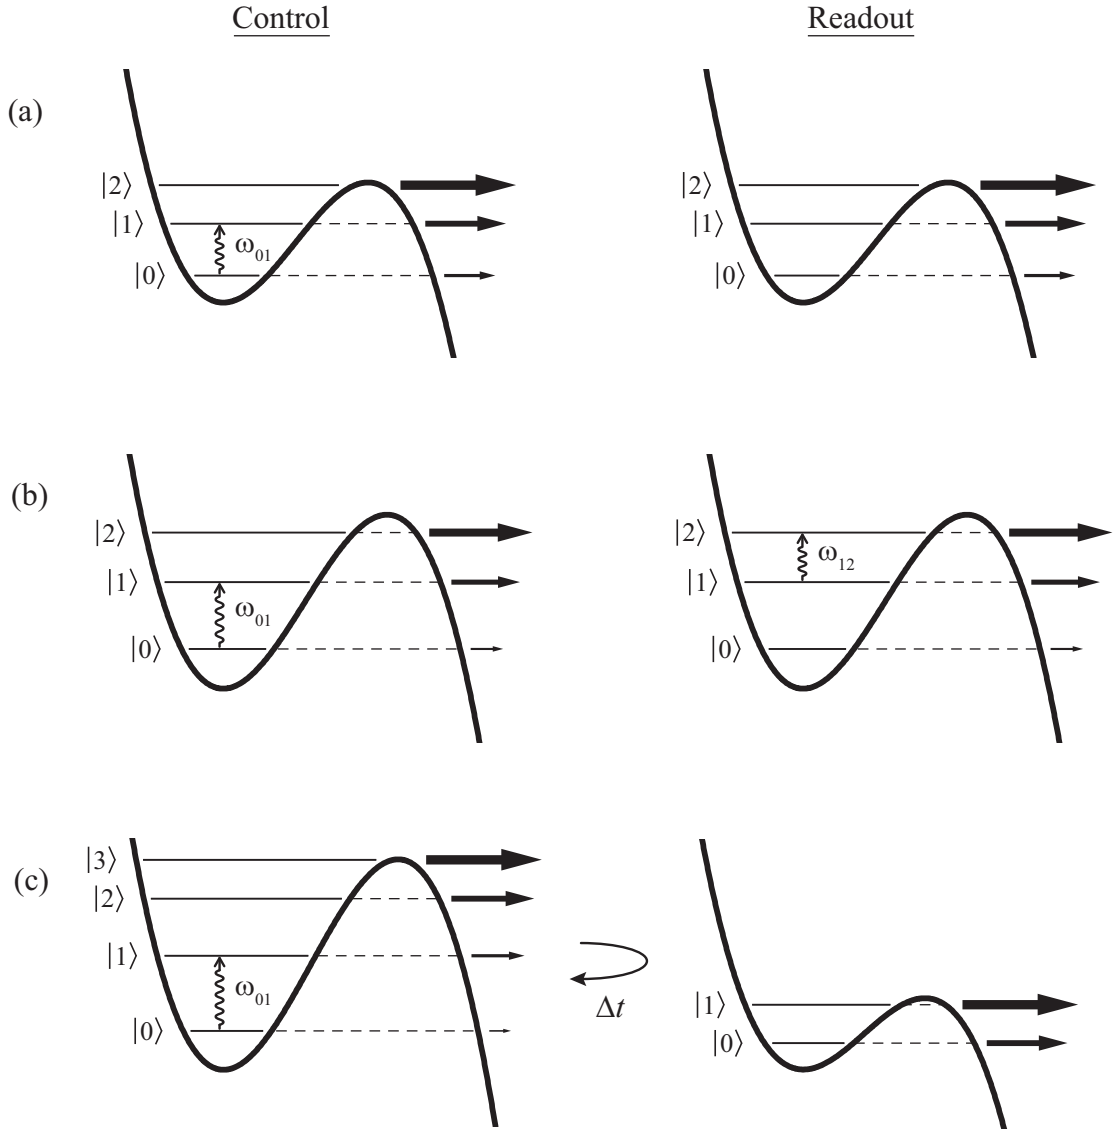 Control Readout
(a)
|2⟩ |2⟩
|1⟩ ω₀₁ |1⟩
|0⟩ |0⟩
(b)
|2⟩ |2⟩
ω₁₂
|1⟩ |1⟩
ω₀₁
|0⟩ |0⟩
(c)
|3⟩
|2⟩
|1⟩
ω₀₁
|0⟩
Δt
|1⟩
|0⟩